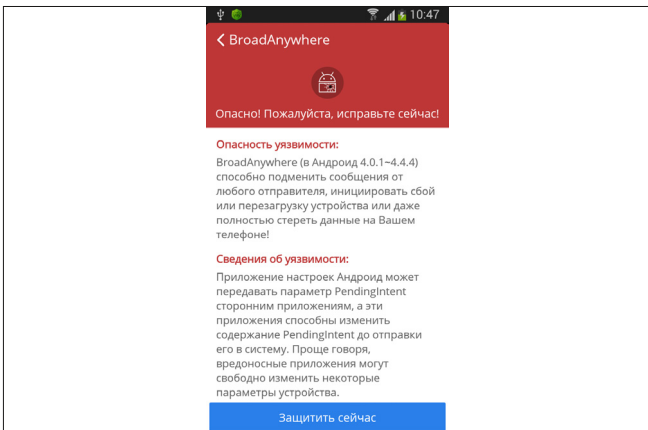 10:47
BroadAnywhere
Опасно! Пожалуйста, исправьте сейчас!
Опасность уязвимости:
BroadAnywhere (в Андроид 4.0.1~4.4.4)
способно подменить сообщения от
любого отправителя, инициировать сбой
или перезагрузку устройства или даже
полностью стереть данные на Вашем
телефоне!
Сведения об уязвимости:
Приложение настроек Андроид может
передавать параметр PendingIntent
сторонним приложениям, а эти
приложения способны изменить
содержание PendingIntent до отправки
его в систему. Проще говоря,
вредоносные приложения могут
свободно изменить некоторые
параметры устройства.
Защитить сейчас